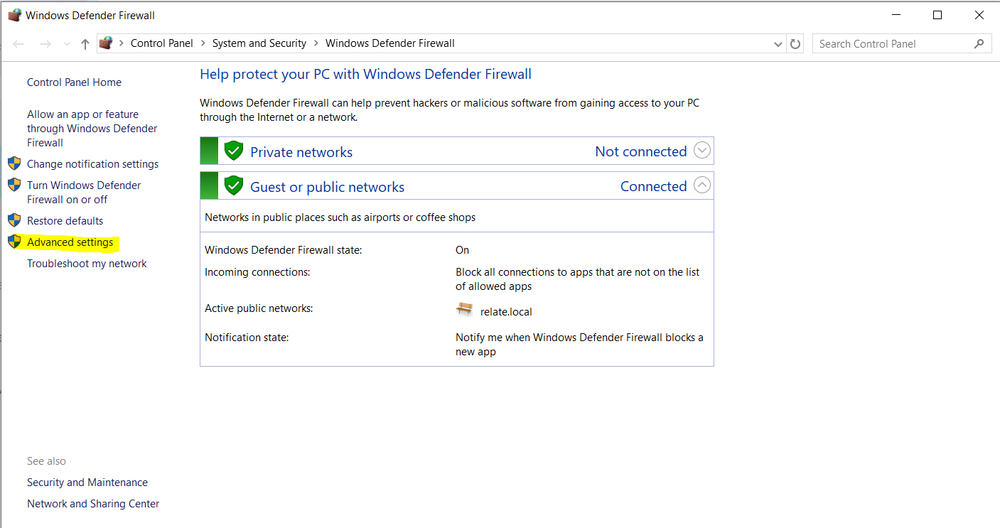 Windows Defender Firewall
Control Panel > System and Security > Windows Defender Firewall
Search Control Panel
Control Panel Home
Allow an app or feature
through Windows Defender
Firewall
Change notification settings
Turn Windows Defender
Firewall on or off
Restore defaults
Advanced settings
Troubleshoot my network
See also
Security and Maintenance
Network and Sharing Center
Help protect your PC with Windows Defender Firewall
Windows Defender Firewall can help prevent hackers or malicious software from gaining access to your PC
through the Internet or a network.
Private networks Not connected
Guest or public networks Connected
Networks in public places such as airports or coffee shops
Windows Defender Firewall state: On
Incoming connections: Block all connections to apps that are not on the list
of allowed apps
Active public networks: relate.local
Notification state: Notify me when Windows Defender Firewall blocks a
new app